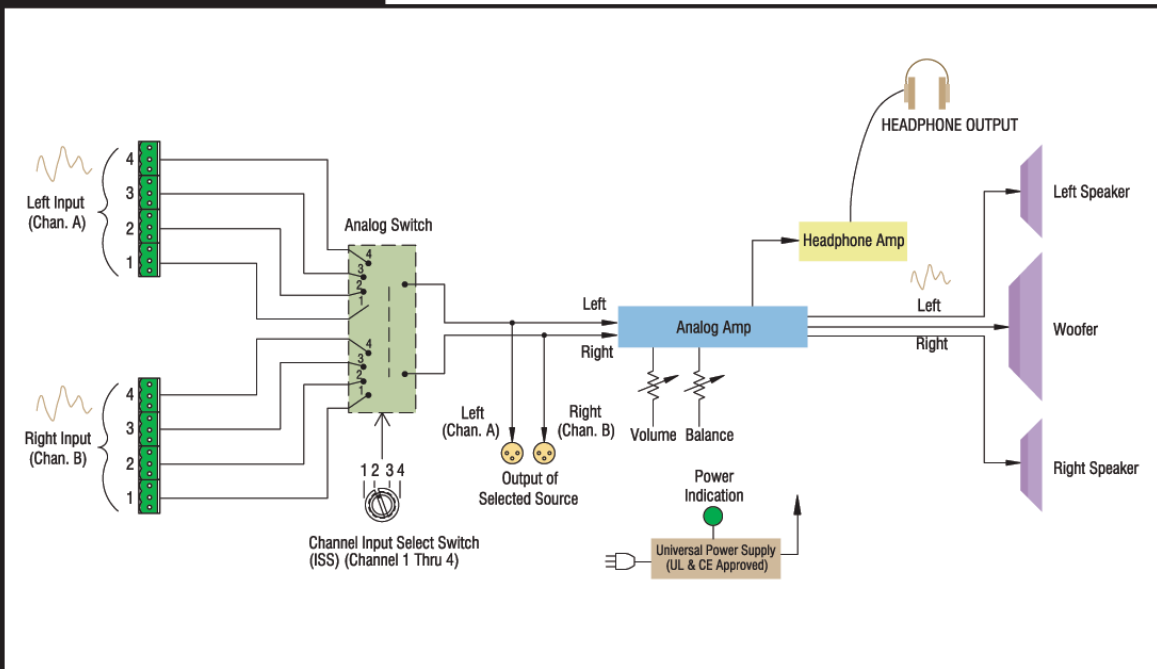 4
3
2
1
Left Input
(Chan. A)
4
3
2
1
Right Input
(Chan. B)
Analog Switch
4
3
2
1
4
3
2
1
1 2 3 4
Channel Input Select Switch
(ISS) (Channel 1 Thru 4)
Left
Right
Left
(Chan. A)
Right
(Chan. B)
Output of
Selected Source
Analog Amp
Volume
Balance
Headphone Amp
HEADPHONE OUTPUT
Left
Right
Left Speaker
Woofer
Right Speaker
Power
Indication
Universal Power Supply
(UL & CE Approved)